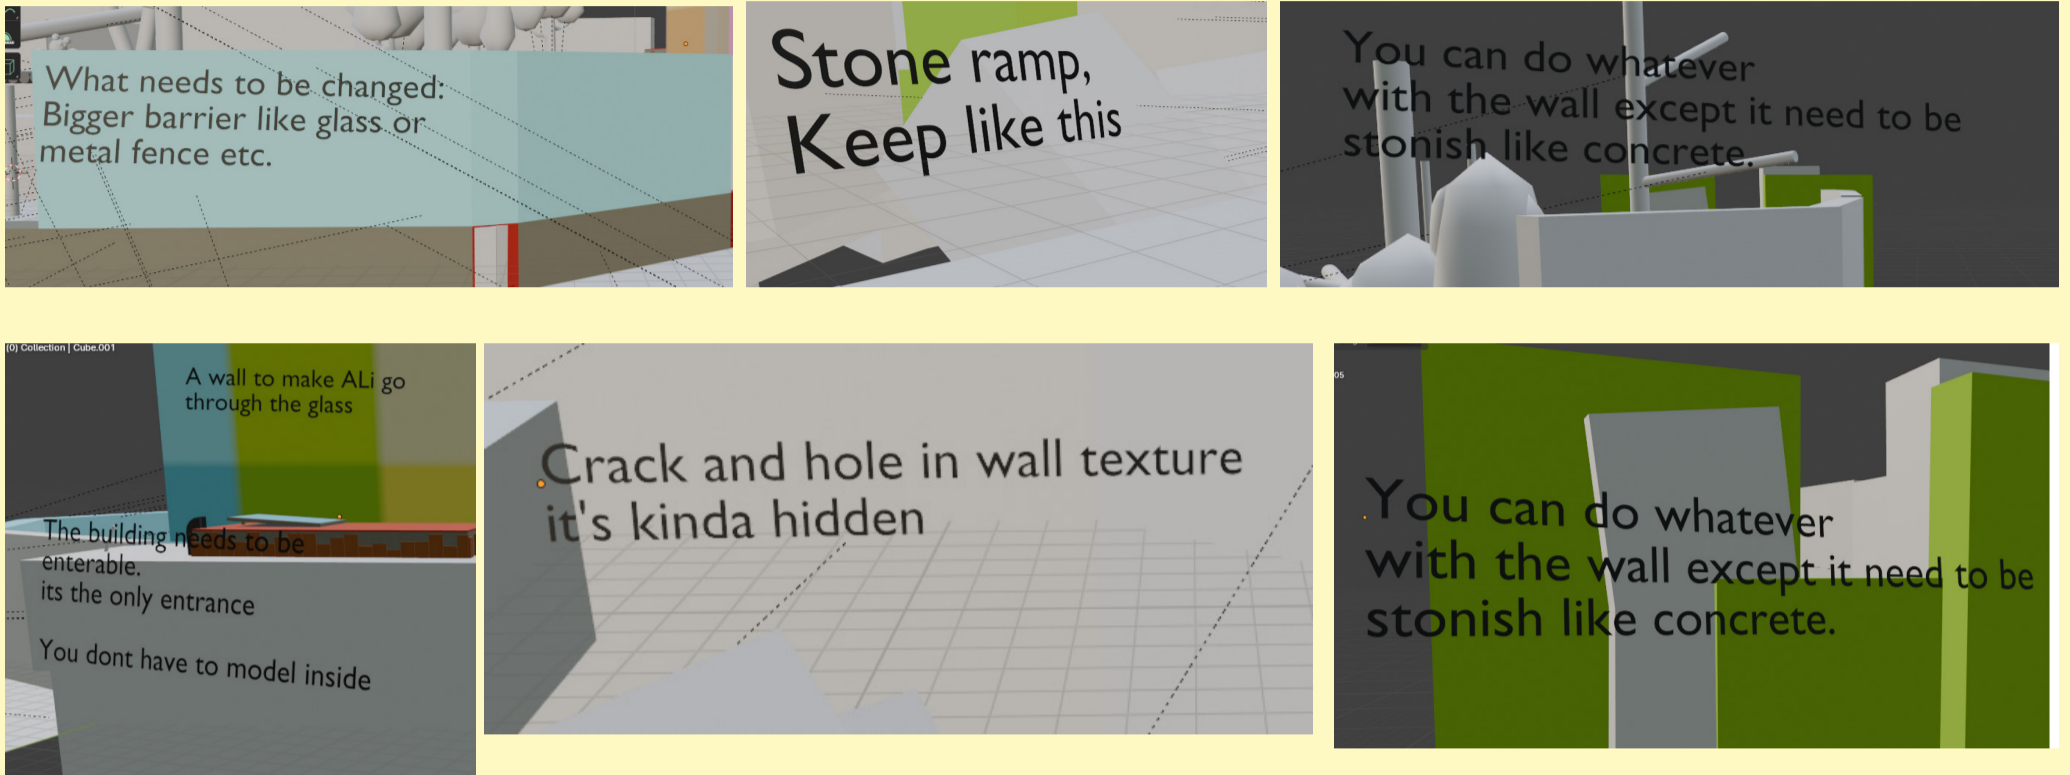 What needs to be changed:
Bigger barrier like glass or
metal fence etc.
Stone ramp,
Keep like this
You can do whatever
with the wall except it need to be
stonish like concrete.
(0) Collection | Cube.001
A wall to make ALi go
through the glass
The building needs to be
enterable.
its the only entrance
You dont have to model inside
Crack and hole in wall texture
it's kinda hidden
05
You can do whatever
with the wall except it need to be
stonish like concrete.